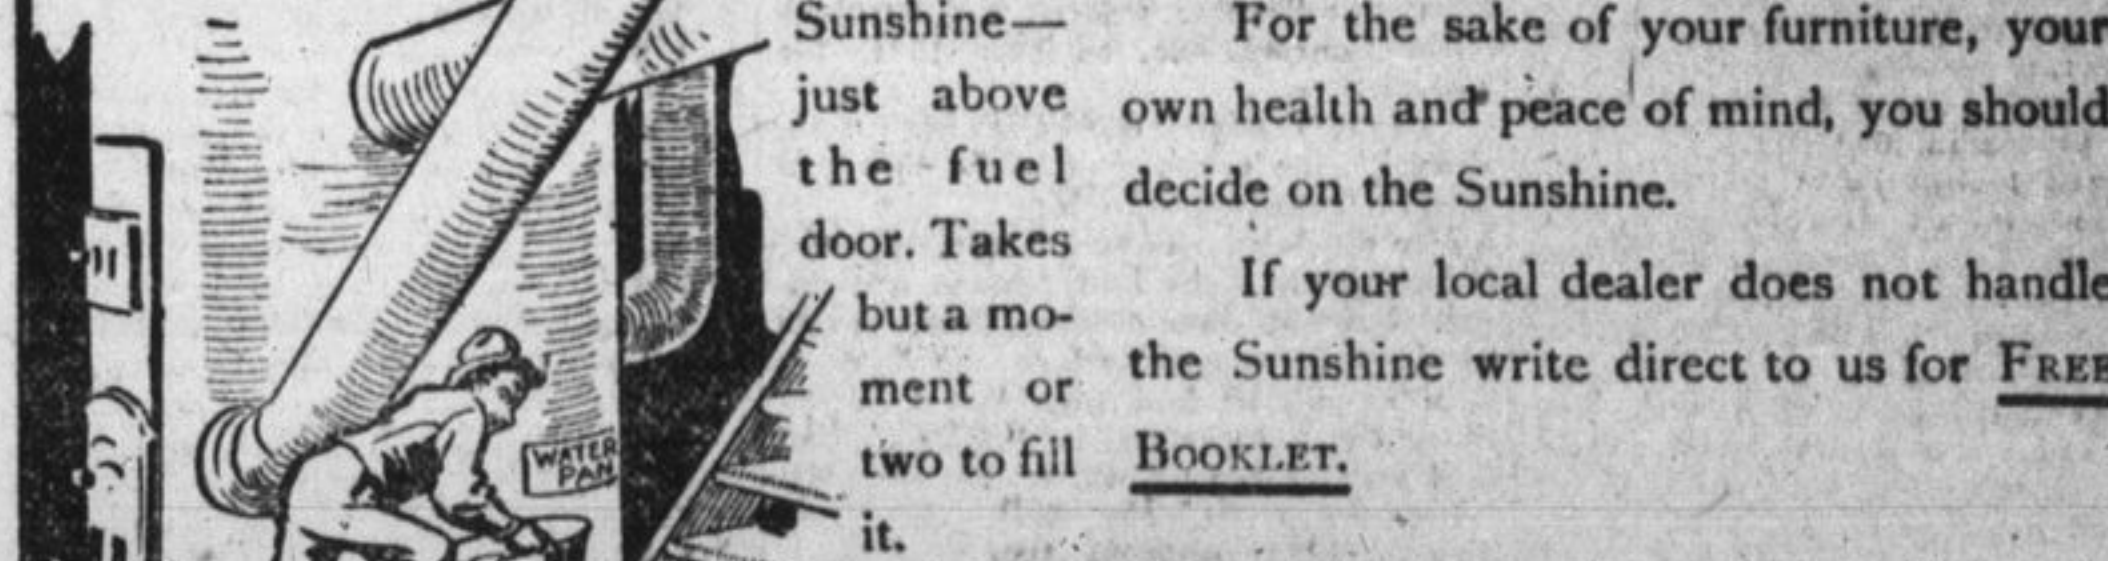 Sunshine—
just above
the fuel
door. Takes
but a mo-
ment or
two to fill
it.
WATER
PAN
For the sake of your furniture, your
own health and peace of mind, you should
decide on the Sunshine.
If your local dealer does not handle
the Sunshine write direct to us for FREE
BOOKLET.